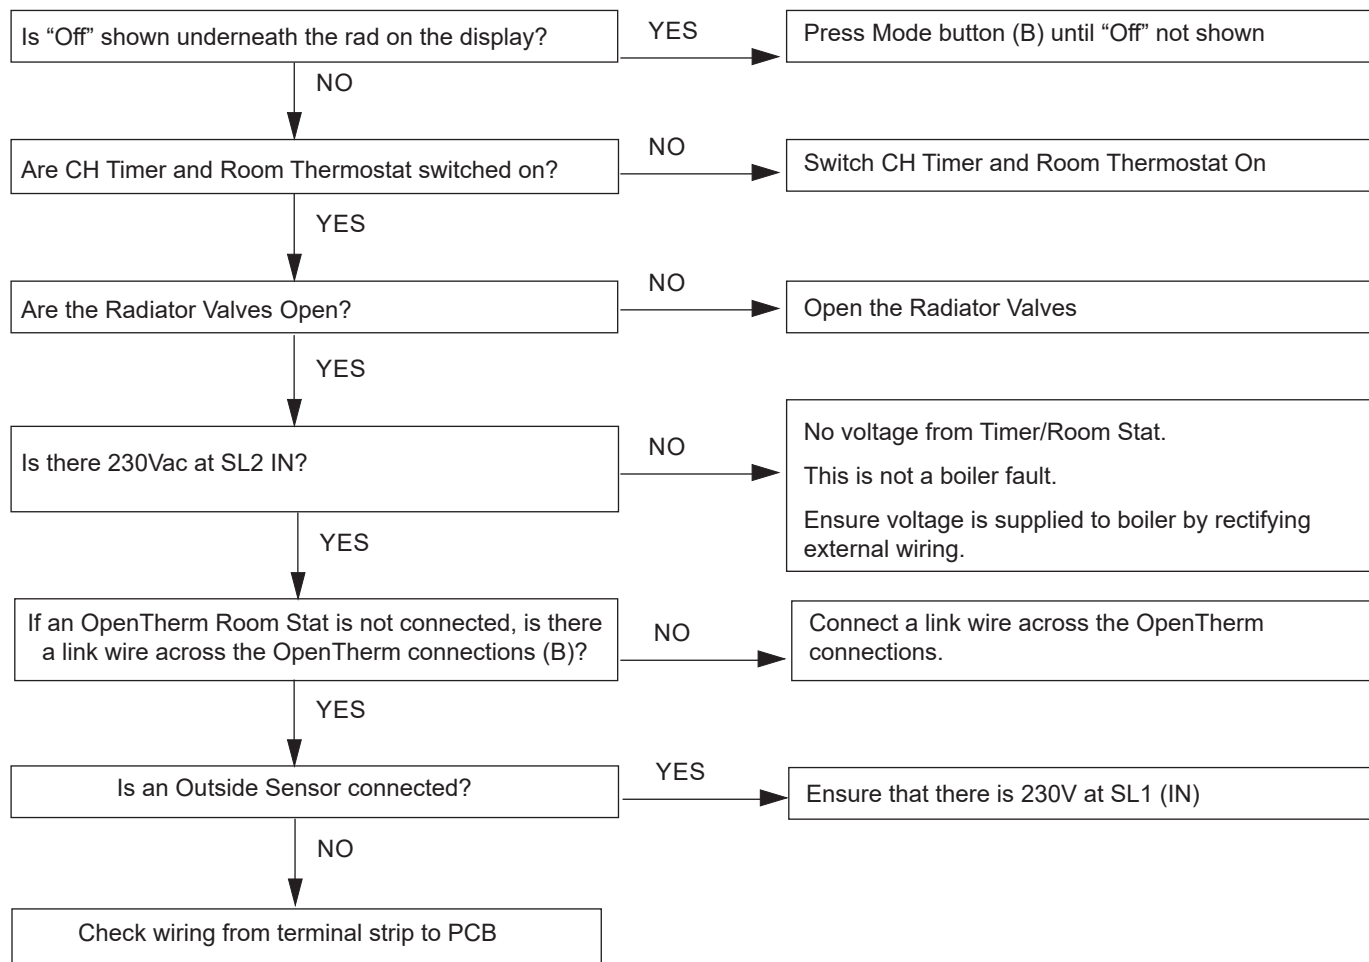 Is “Off” shown underneath the rad on the display?
YES
Press Mode button (B) until “Off” not shown
NO
Are CH Timer and Room Thermostat switched on?
NO
Switch CH Timer and Room Thermostat On
YES
Are the Radiator Valves Open?
NO
Open the Radiator Valves
YES
Is there 230Vac at SL2 IN?
NO
No voltage from Timer/Room Stat.
This is not a boiler fault.
Ensure voltage is supplied to boiler by rectifying
external wiring.
YES
If an OpenTherm Room Stat is not connected, is there
a link wire across the OpenTherm connections (B)?
NO
Connect a link wire across the OpenTherm
connections.
YES
Is an Outside Sensor connected?
YES
Ensure that there is 230V at SL1 (IN)
NO
Check wiring from terminal strip to PCB